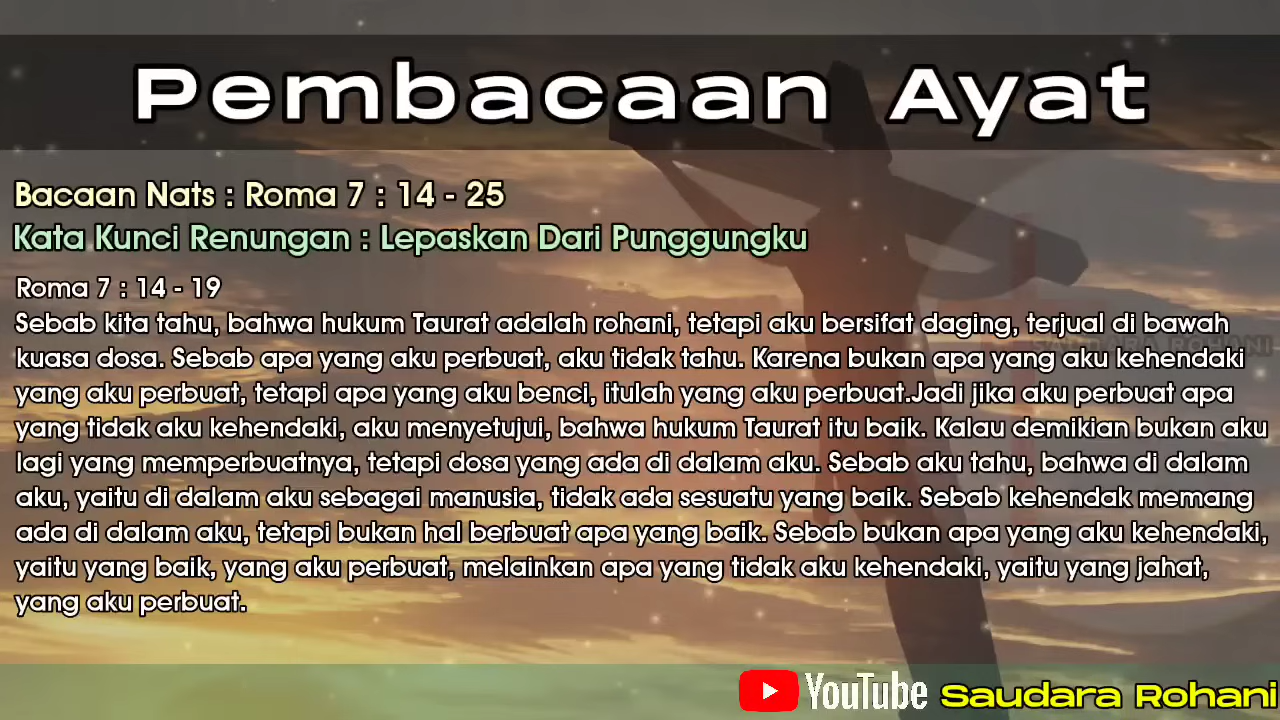 Pembacaan Ayat
Bacaan Nats : Roma 7 : 14 - 25
Kata Kunci Renungan : Lepaskan Dari Punggungku
Roma 7 : 14 - 19
Sebab kita tahu, bahwa hukum Taurat adalah rohani, tetapi aku bersifat daging, terjual di bawah
kuasa dosa. Sebab apa yang aku perbuat, aku tidak tahu. Karena bukan apa yang aku kehendaki
yang aku perbuat, tetapi apa yang aku benci, itulah yang aku perbuat.Jadi jika aku perbuat apa
yang tidak aku kehendaki, aku menyetujui, bahwa hukum Taurat itu baik. Kalau demikian bukan aku
lagi yang memperbuatnya, tetapi dosa yang ada di dalam aku. Sebab aku tahu, bahwa di dalam
aku, yaitu di dalam aku sebagai manusia, tidak ada sesuatu yang baik. Sebab kehendak memang
ada di dalam aku, tetapi bukan hal berbuat apa yang baik. Sebab bukan apa yang aku kehendaki,
yaitu yang baik, yang aku perbuat, melainkan apa yang tidak aku kehendaki, yaitu yang jahat,
yang aku perbuat.
SAUDARA ROHANI
YouTube Saudara Rohani